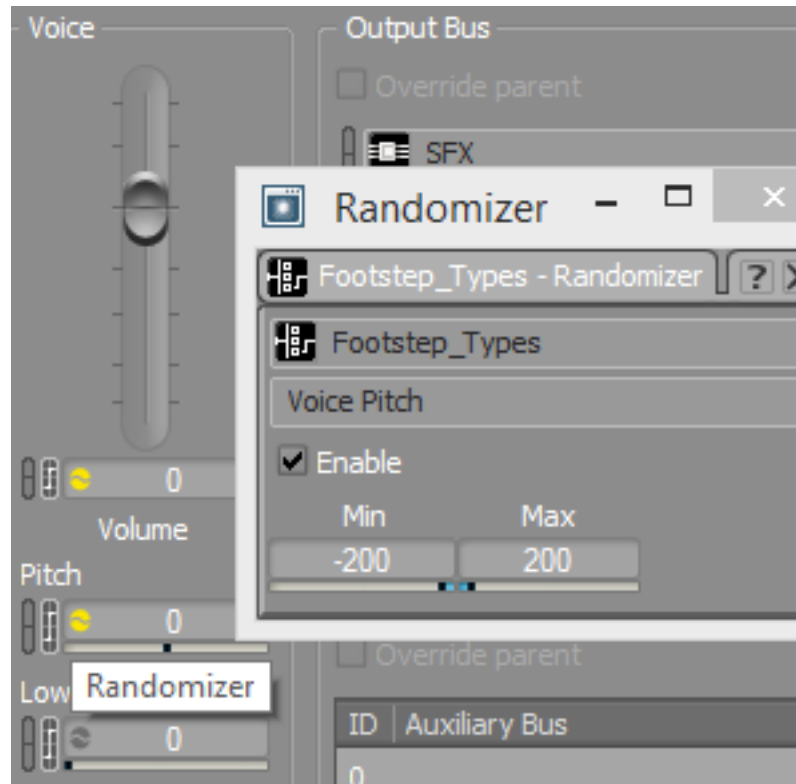 Voice
Output Bus
Override parent
SFX
Randomizer
Footstep_Types - Randomizer
?
Footstep_Types
Voice Pitch
Enable
Min Max
-200 200
0
Volume
Pitch
0
Override parent
Randomizer
Low
0
ID Auxiliary Bus
0